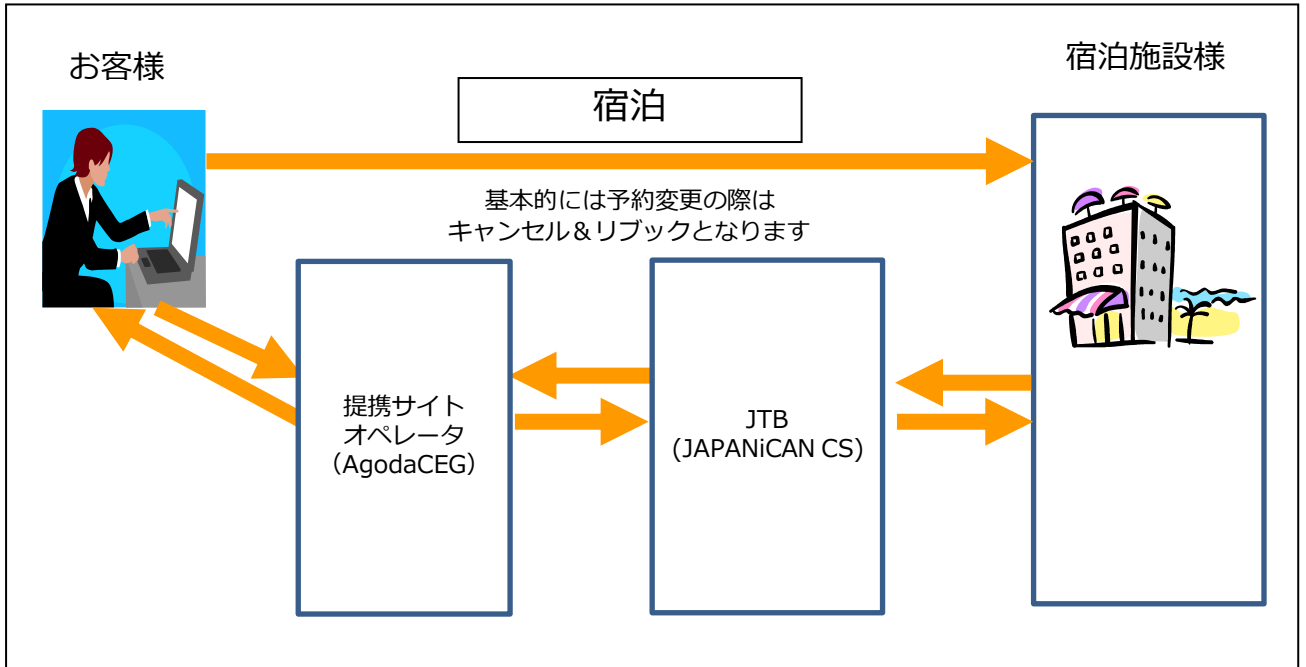 お客様
宿泊施設様
宿泊
基本的には予約変更の際は
キャンセル＆リブックとなります
提携サイト
オペレータ
（AgodaCEG）
JTB
(JAPANiCAN CS)